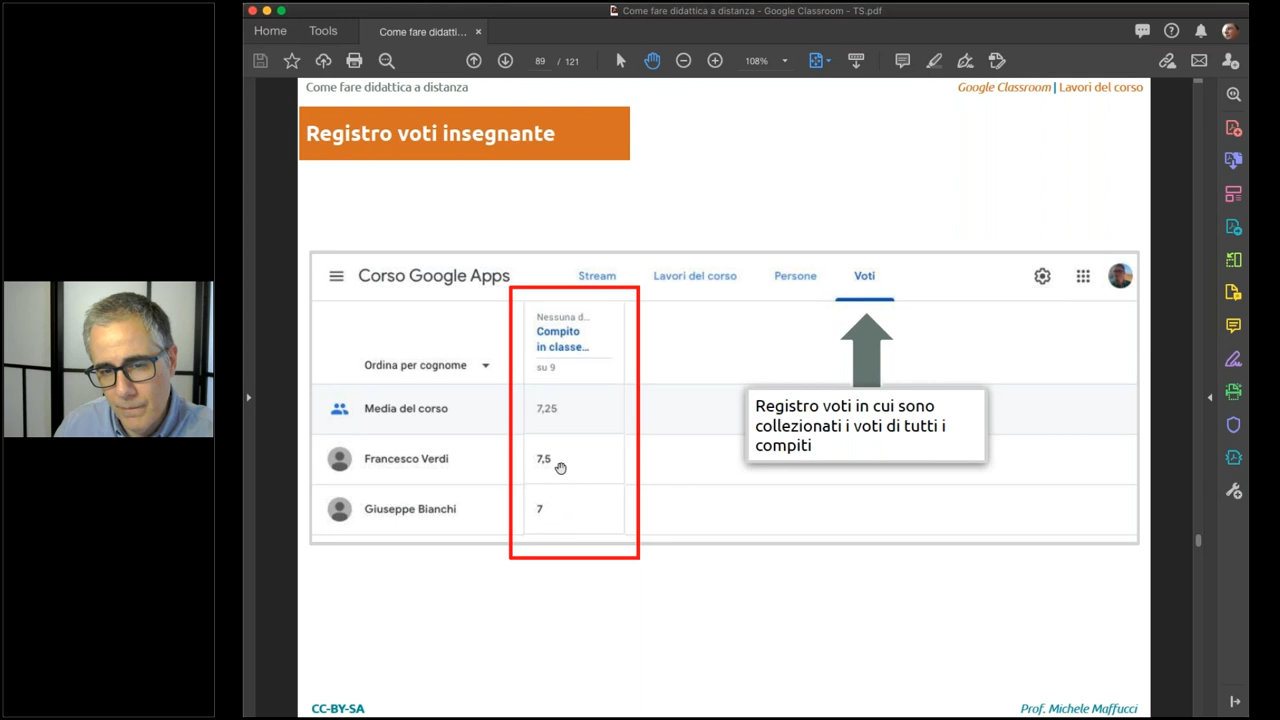 Come fare didattica a distanza - Google Classroom - TS.pdf
Home
Tools
Come fare didatti... ×
89 / 121
108%
Come fare didattica a distanza
Google Classroom | Lavori del corso
Registro voti insegnante
Corso Google Apps
Stream
Lavori del corso
Persone
Voti
Nessuna d...
Compito
in classe...
su 9
Ordina per cognome
Media del corso
7,25
Francesco Verdi
7,5
Giuseppe Bianchi
7
Registro voti in cui sono
collezionati i voti di tutti i
compiti
CC-BY-SA
Prof. Michele Maffucci